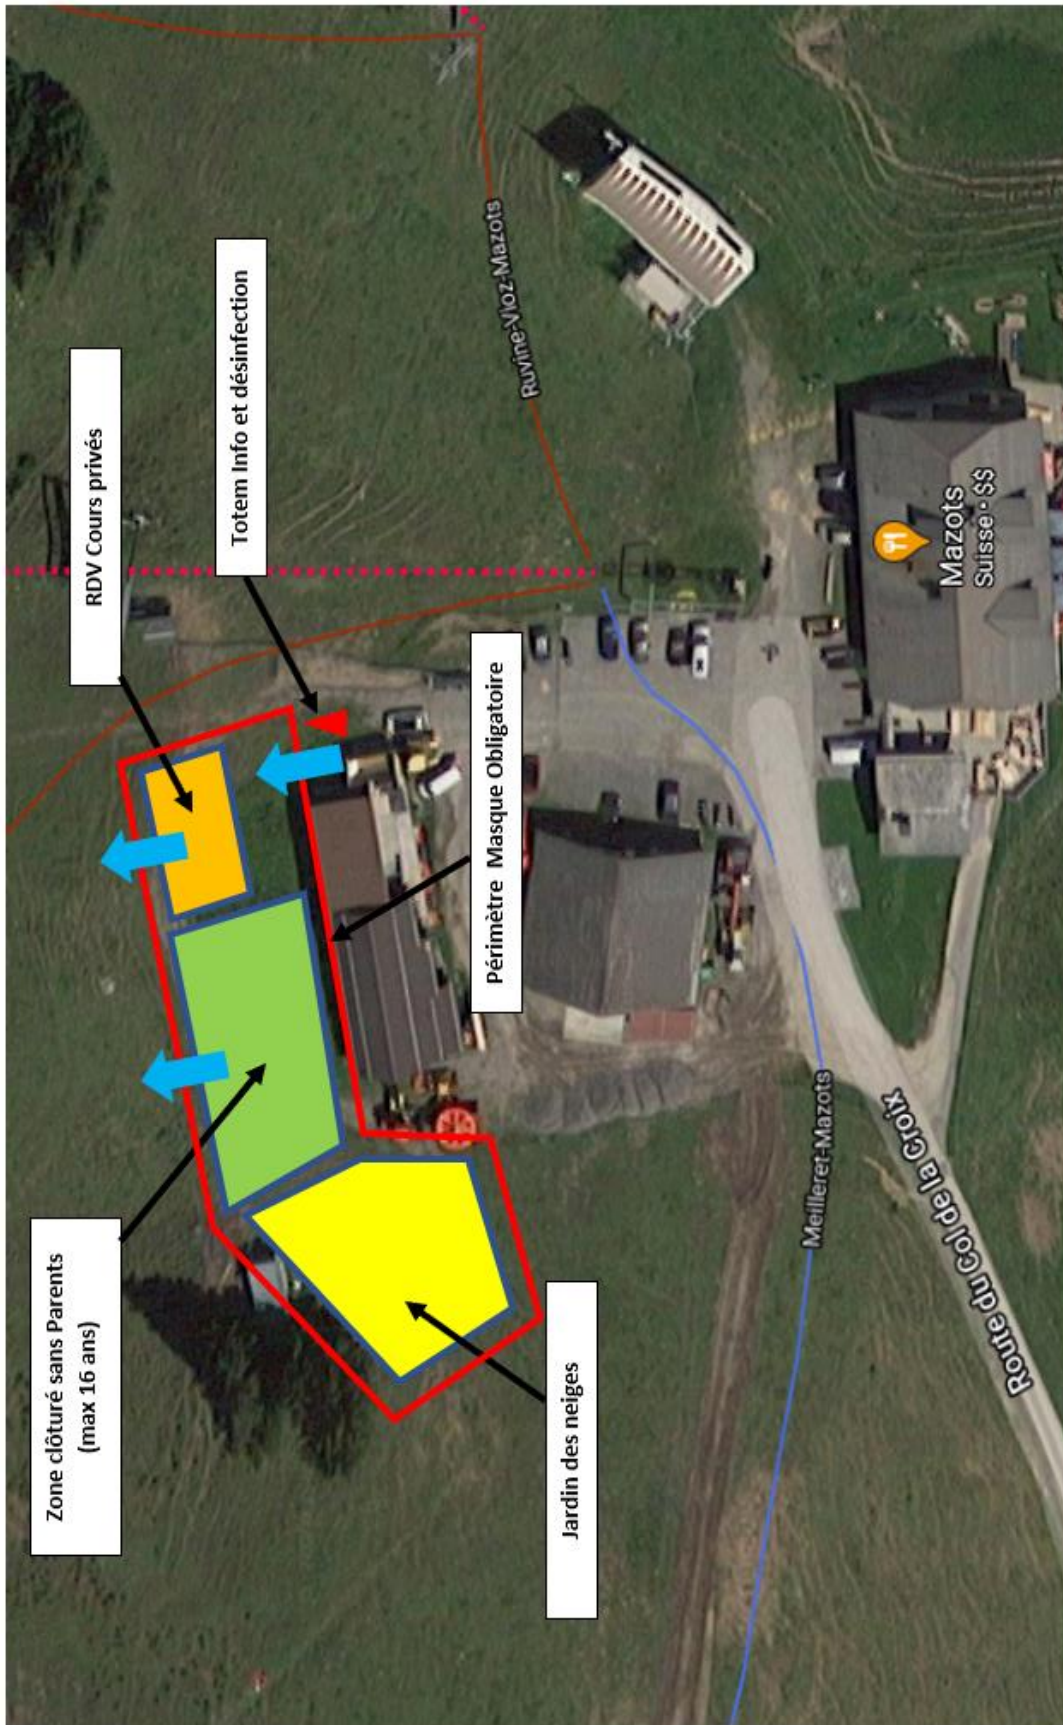 Zone clôturé sans Parents
(max 16 ans)
RDV Cours privés
Totem Info et désinfection
Jardin des neiges
Périmètre Masque Obligatoire
Ruvine-Vioz-Mazots
Meilleret-Mazots
Route du Col de la Croix
Mazots
Suisse • $$